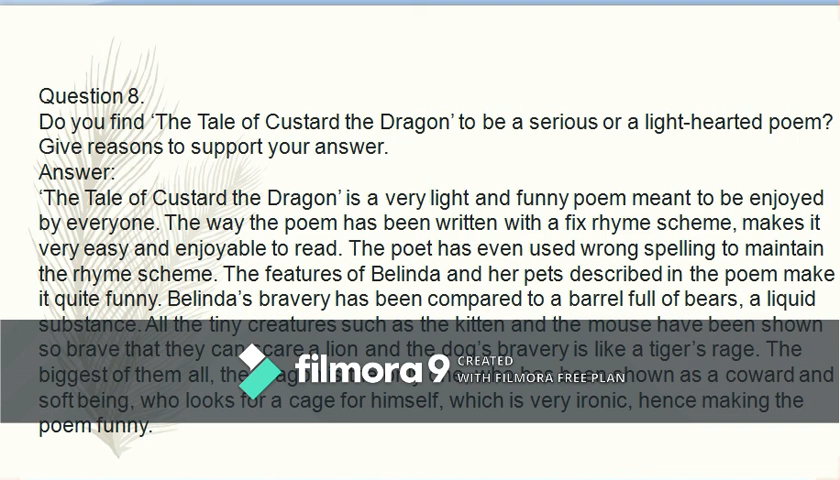 Question 8.
Do you find ‘The Tale of Custard the Dragon’ to be a serious or a light-hearted poem?
Give reasons to support your answer.
Answer:
‘The Tale of Custard the Dragon’ is a very light and funny poem meant to be enjoyed
by everyone. The way the poem has been written with a fix rhyme scheme, makes it
very easy and enjoyable to read. The poet has even used wrong spelling to maintain
the rhyme scheme. The features of Belinda and her pets described in the poem make
it quite funny. Belinda’s bravery has been compared to a barrel full of bears, a liquid
substance. All the tiny creatures such as the kitten and the mouse have been shown
so brave that they can scare a lion and the dog’s bravery is like a tiger’s rage. The
biggest of them all, the shown as a coward and
soft being, who looks for a cage for himself, which is very ironic, hence making the
poem funny.
filmora 9
CREATED
WITH FILMORA FREE PLAN